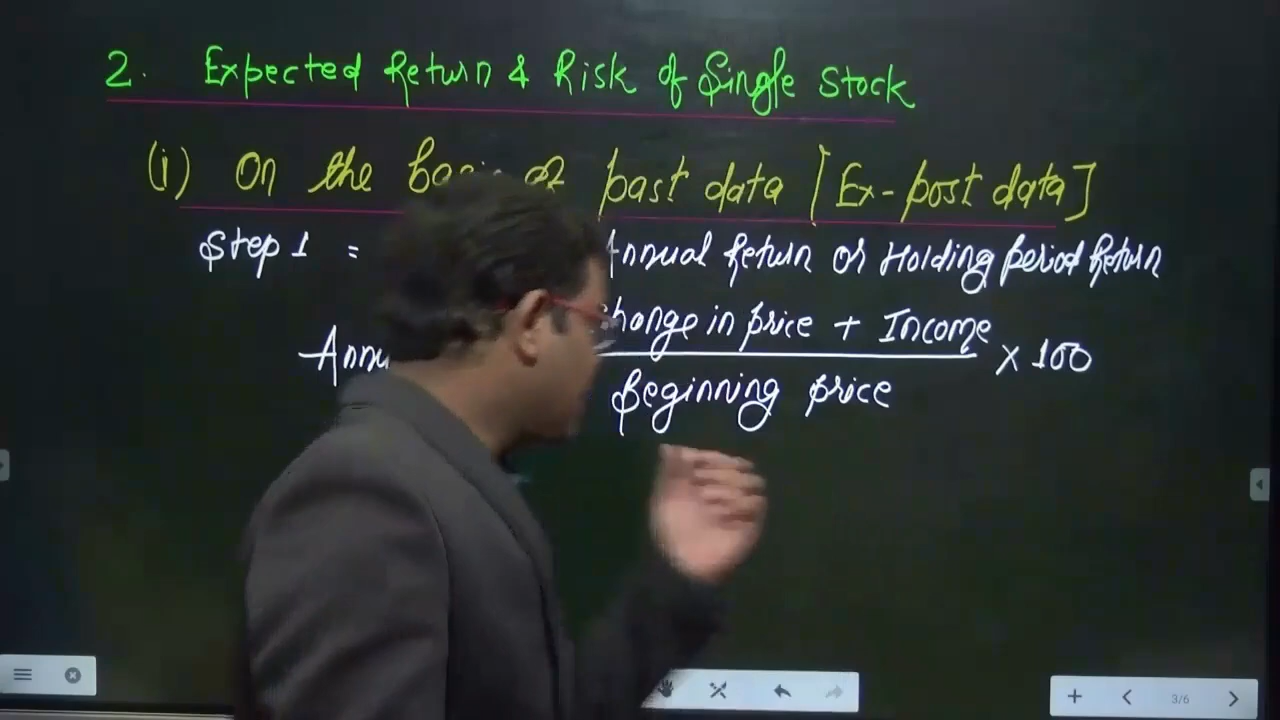 2. Expected Return & Risk of Single Stock
(i) On the basis of past data [Ex-post data]
Step 1 = Annual Return or Holding Period Return
Change in price + Income
× 100
Beginning price
3/6